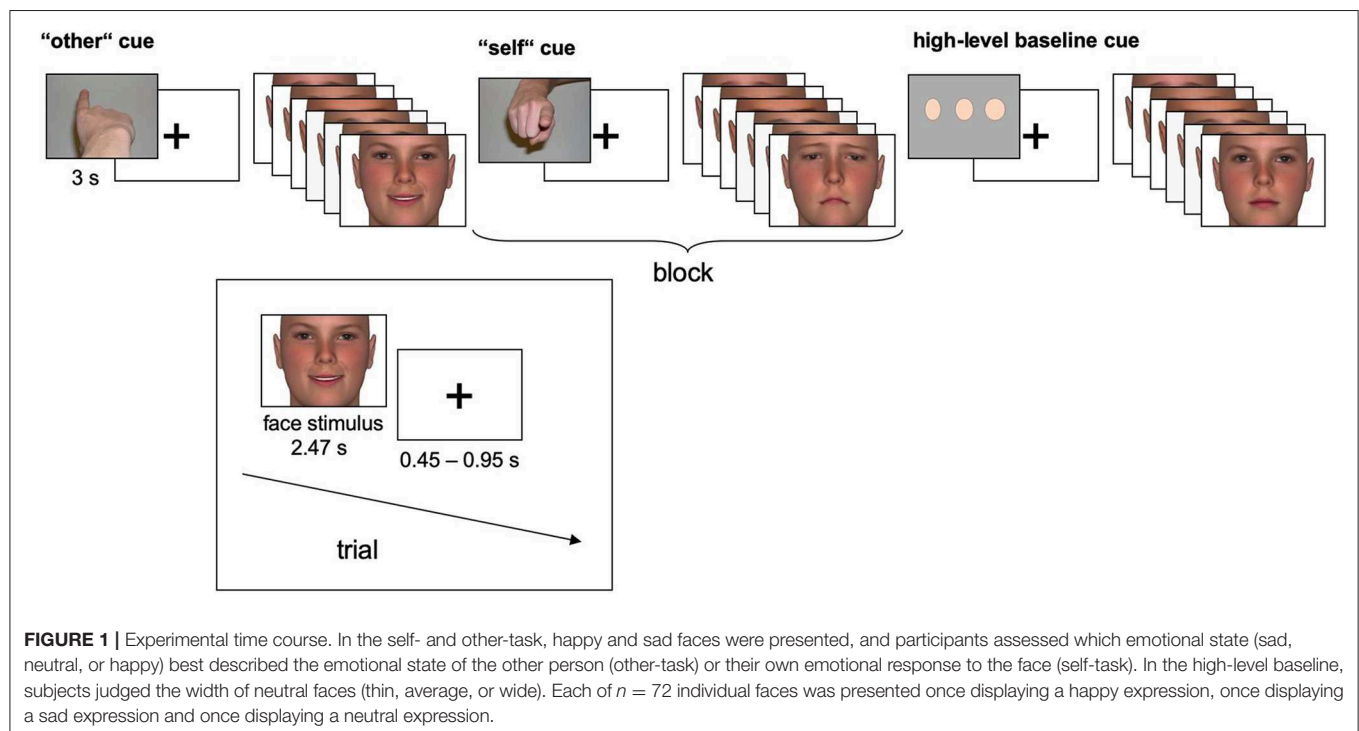 “other“ cue
“self“ cue
high-level baseline cue
+
+
+
3 s
block
face stimulus
2.47 s
+
0.45 – 0.95 s
trial
FIGURE 1 | Experimental time course. In the self- and other-task, happy and sad faces were presented, and participants assessed which emotional state (sad,
neutral, or happy) best described the emotional state of the other person (other-task) or their own emotional response to the face (self-task). In the high-level baseline,
subjects judged the width of neutral faces (thin, average, or wide). Each of n = 72 individual faces was presented once displaying a happy expression, once displaying
a sad expression and once displaying a neutral expression.